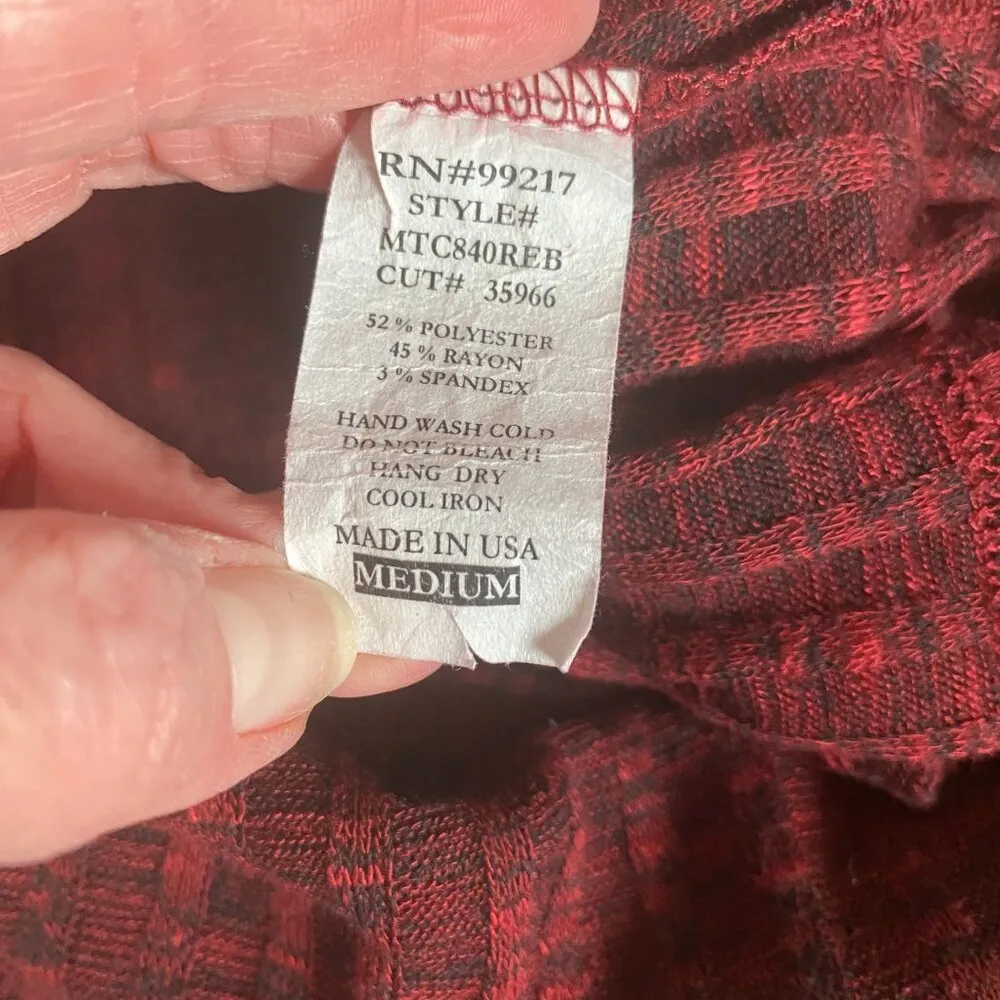 RN#99217
STYLE#
MTC840REB
CUT# 35966
52 % POLYESTER
45 % RAYON
3 % SPANDEX
HAND WASH COLD
DO NOT BLEACH
HANG DRY
COOL IRON
MADE IN USA
MEDIUM